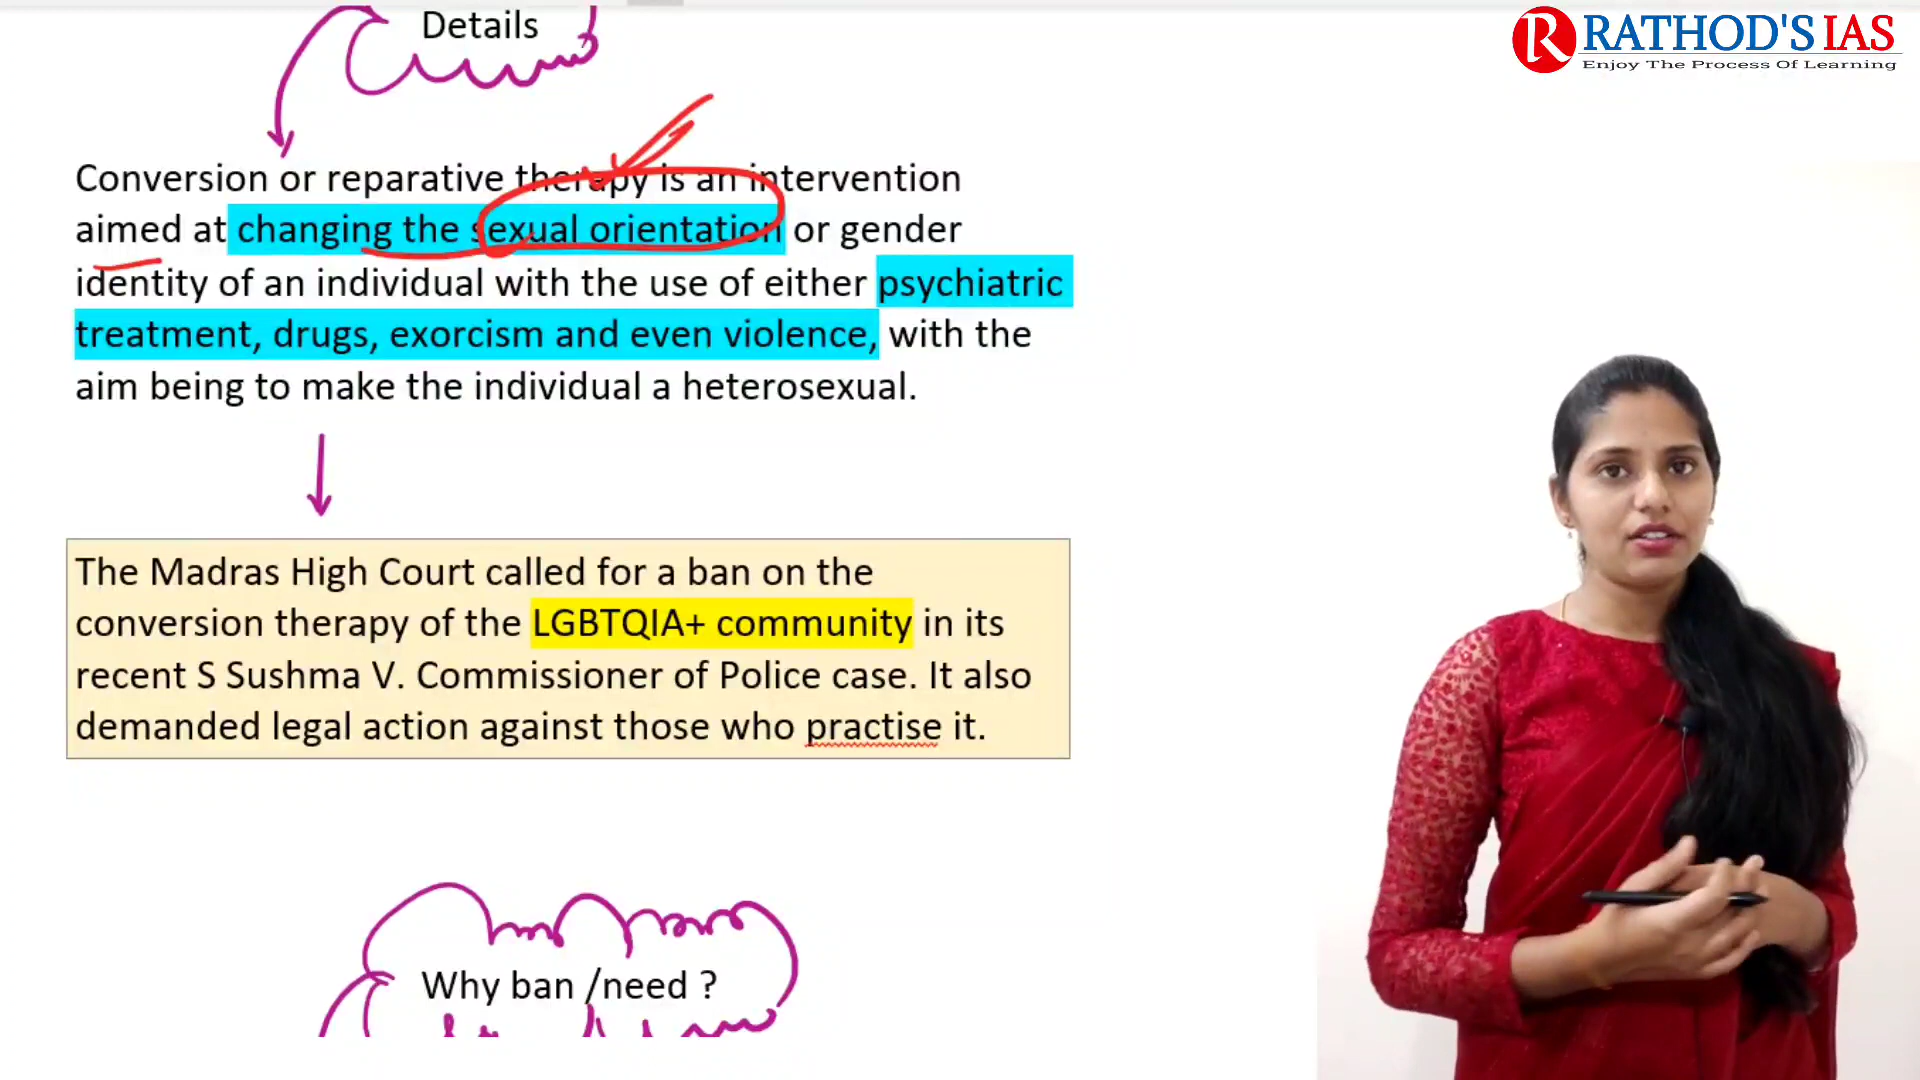 Details
RATHOD'S IAS
Enjoy The Process Of Learning
Conversion or reparative therapy is an intervention
aimed at changing the sexual orientation or gender
identity of an individual with the use of either psychiatric
treatment, drugs, exorcism and even violence, with the
aim being to make the individual a heterosexual.
The Madras High Court called for a ban on the
conversion therapy of the LGBTQIA+ community in its
recent S Sushma V. Commissioner of Police case. It also
demanded legal action against those who practise it.
Why ban /need ?